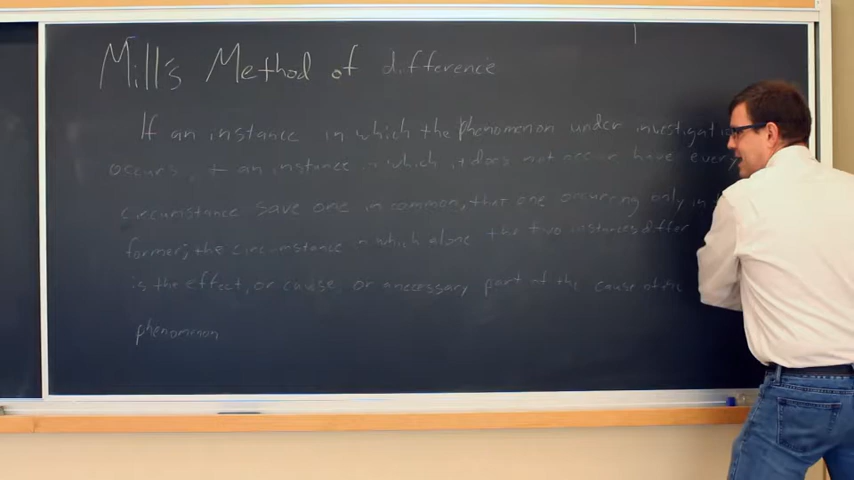 Mill's Method of difference
If an instance in which the phenomenon under investigati
occurs, + an instance in which it does not occur have every
circumstance save one in common, that one occurring only in
former; the circumstance in which alone the two instances differ
is the effect, or cause, or a necessary part of the cause of the
phenomenon